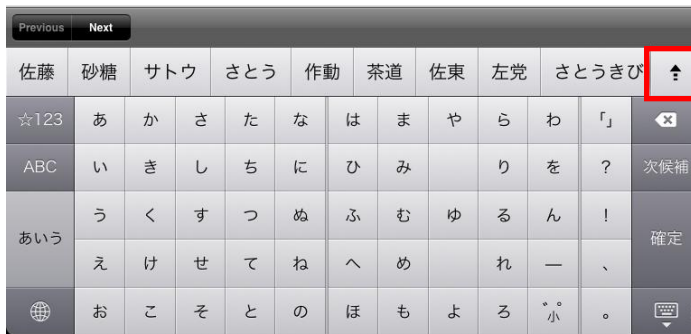 Previous Next
佐藤 砂糖 サトウ さとう 作動 茶道 佐東 左党 さとうきび
☆123 あ か さ た な は ま や ら わ 「」
ABC い き し ち に ひ み り を ? 次候補
う く す つ ぬ ふ む ゆ る ん !
あいう 確定
え け せ て ね へ め れ ー 、
お こ そ と の ほ も よ ろ ゛゜小 。